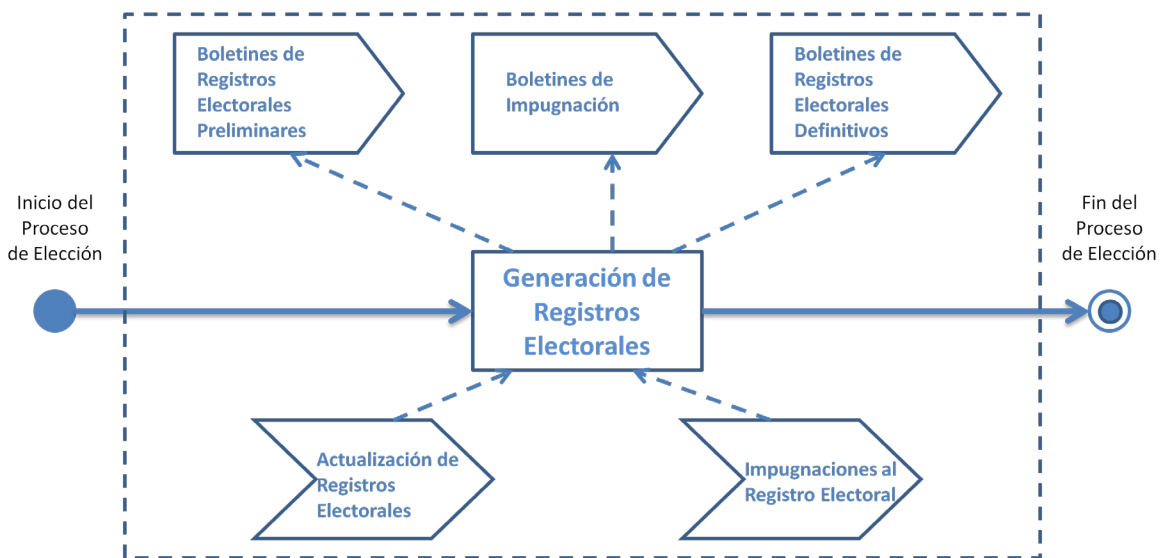 Boletines de
Registros
Electorales
Preliminares
Boletines de
Impugnación
Boletines de
Registros
Electorales
Definitivos
Inicio del
Proceso
de Elección
Generación de
Registros
Electorales
Fin del
Proceso
de Elección
Actualización de
Registros
Electorales
Impugnaciones al
Registro Electoral